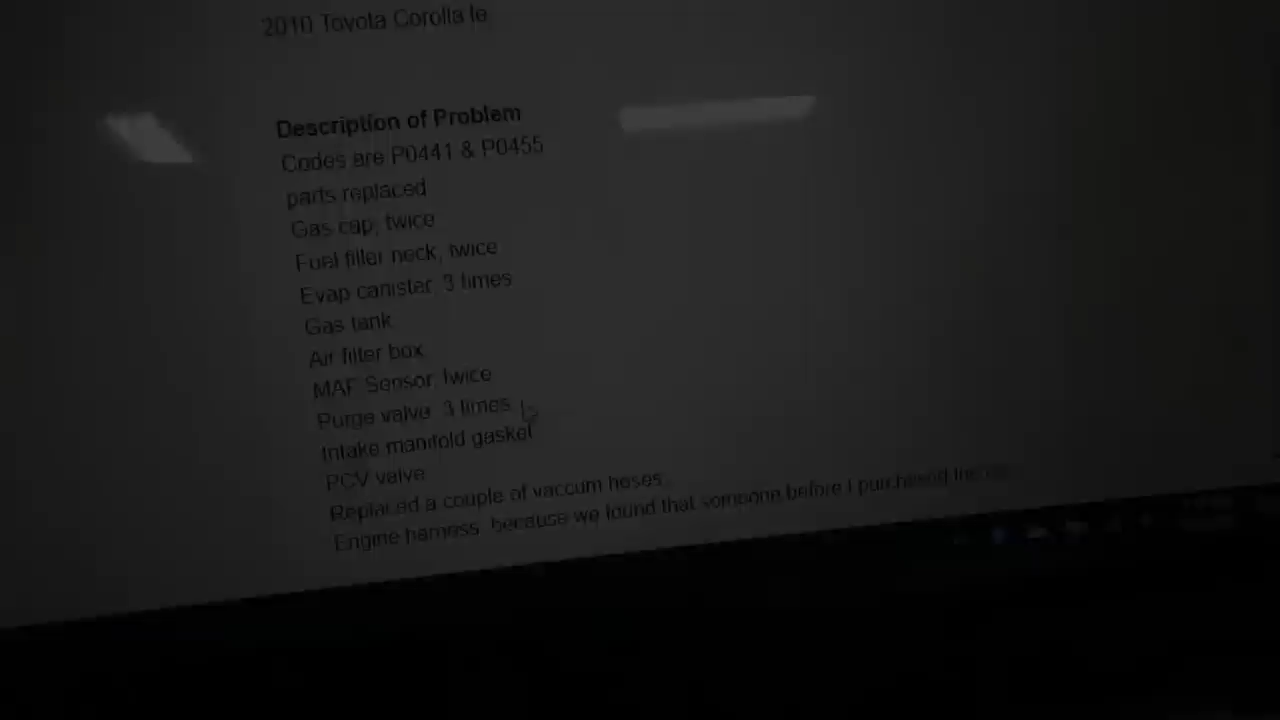 2010 Toyota Corolla le
Description of Problem
Codes are P0441 & P0455
parts replaced
Gas cap, twice
Fuel filler neck, twice
Evap canister, 3 times
Gas tank
Air filter box
MAF Sensor, twice
Purge valve, 3 times
Intake manifold gasket
PCV valve
Replaced a couple of vaccum hoses,
Engine harness, because we found that someone before I purchased the